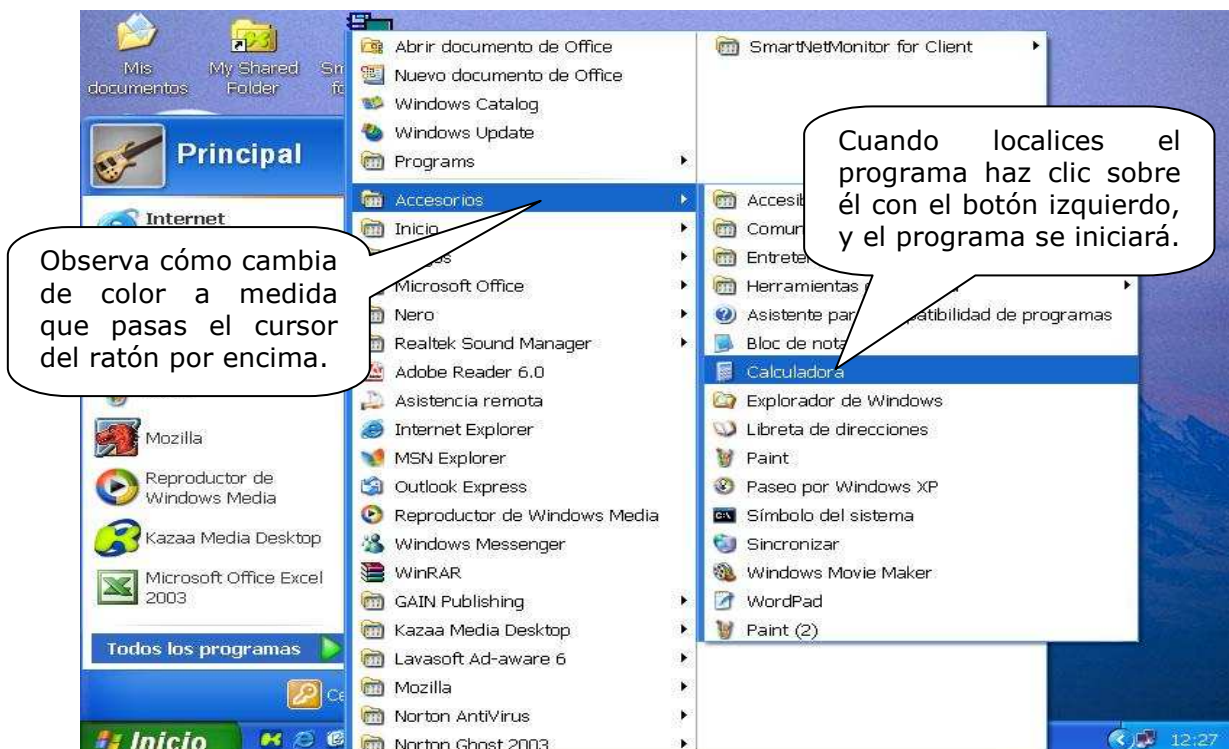 Mis
documentos
My Shared
Folder
Principal
Internet
Mozilla
Reproductor de
Windows Media
Kazaa Media Desktop
Microsoft Office Excel
2003
Todos los programas
Inicio
Abrir documento de Office
Nuevo documento de Office
Windows Catalog
Windows Update
Programs
Accesorios
Inicio
Microsoft Office
Nero
Realtek Sound Manager
Adobe Reader 6.0
Asistencia remota
Internet Explorer
MSN Explorer
Outlook Express
Reproductor de Windows Media
Windows Messenger
WinRAR
GAIN Publishing
Kazaa Media Desktop
Lavasoft Ad-aware 6
Mozilla
Norton AntiVirus
Norton Ghost 2003
SmartNetMonitor for Client
Herramientas
Asistente
de programas
Bloc de
Calculadora
Explorador de Windows
Libreta de direcciones
Paint
Paseo por Windows XP
Símbolo del sistema
Sincronizar
Windows Movie Maker
WordPad
Paint (2)
Observa cómo cambia
de color a medida
que pasas el cursor
del ratón por encima.
Cuando localices el
programa haz clic sobre
él con el botón izquierdo,
y el programa se iniciará.
12:27